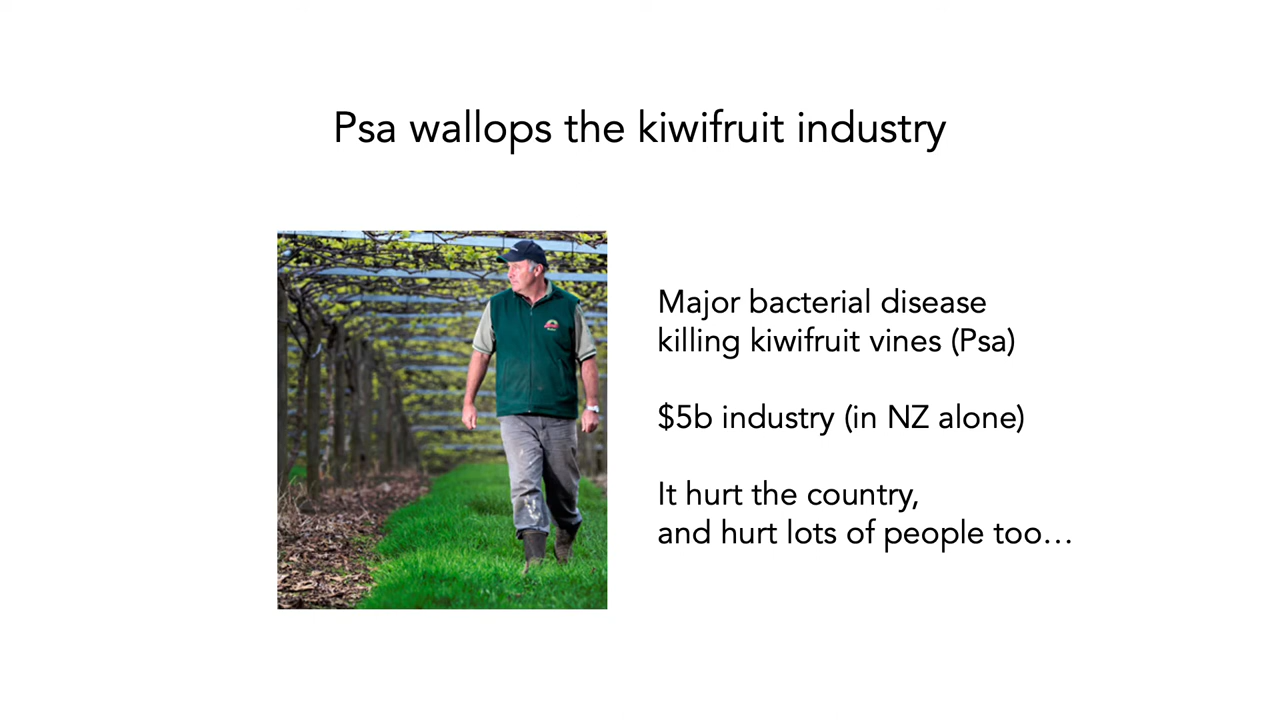 Psa wallops the kiwifruit industry
Major bacterial disease
killing kiwifruit vines (Psa)
$5b industry (in NZ alone)
It hurt the country,
and hurt lots of people too…